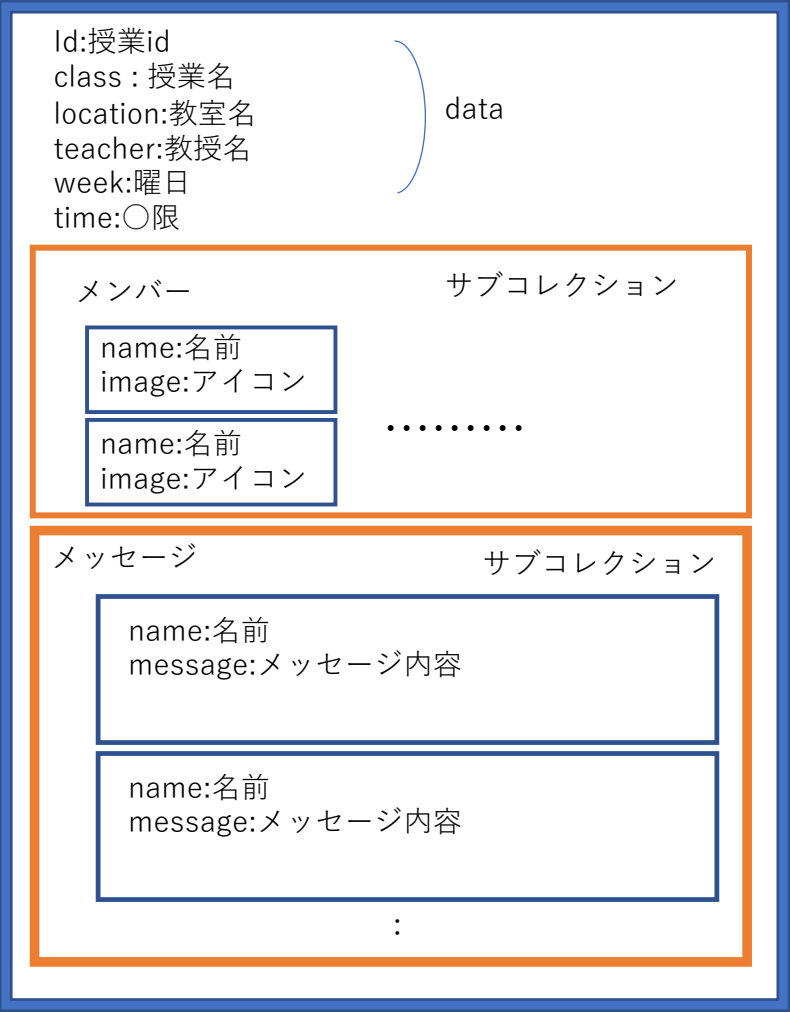 Id:授業id
class : 授業名
location:教室名
teacher:教授名
week:曜日
time:○限
data
メンバー
サブコレクション
name:名前
image:アイコン
name:名前
image:アイコン
………
メッセージ
サブコレクション
name:名前
message:メッセージ内容
name:名前
message:メッセージ内容
: